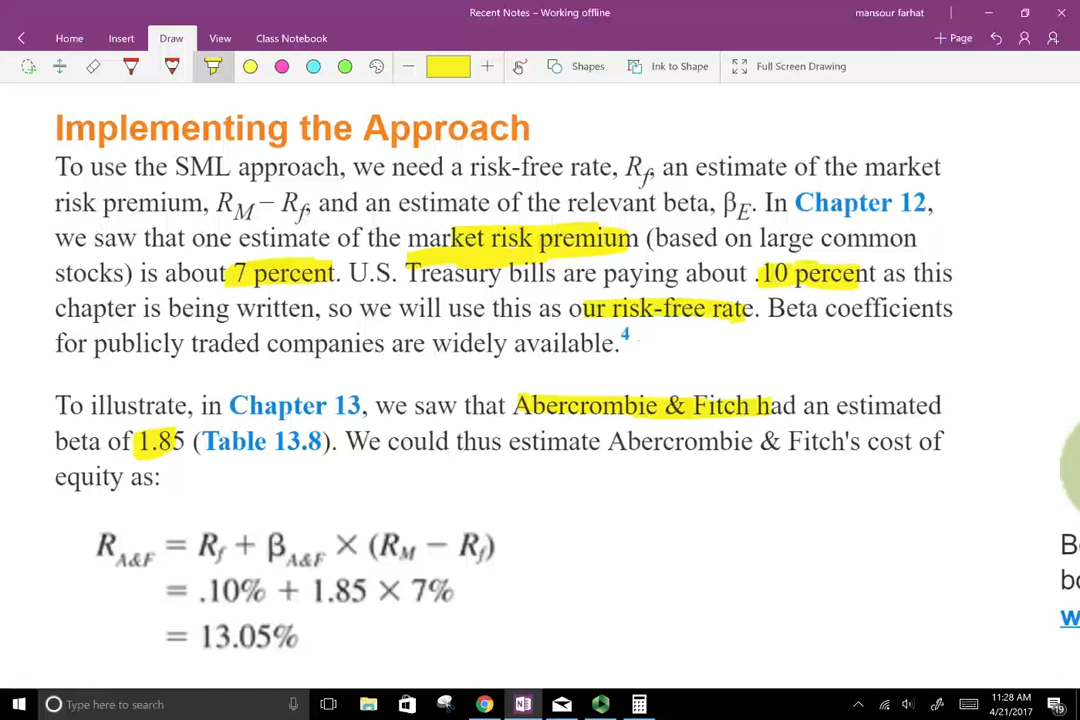 Recent Notes – Working offline
mansour farhat
Home Insert Draw View Class Notebook
Page
Shapes Ink to Shape Full Screen Drawing
Implementing the Approach
To use the SML approach, we need a risk-free rate, Rf, an estimate of the market
risk premium, RM − Rf, and an estimate of the relevant beta, βE. In Chapter 12,
we saw that one estimate of the market risk premium (based on large common
stocks) is about 7 percent. U.S. Treasury bills are paying about .10 percent as this
chapter is being written, so we will use this as our risk-free rate. Beta coefficients
for publicly traded companies are widely available.4
To illustrate, in Chapter 13, we saw that Abercrombie & Fitch had an estimated
beta of 1.85 (Table 13.8). We could thus estimate Abercrombie & Fitch's cost of
equity as:
RA&F = Rf + βA&F × (RM − Rf)
= .10% + 1.85 × 7%
= 13.05%
bo
w
Type here to search
11:28 AM
4/21/2017
19